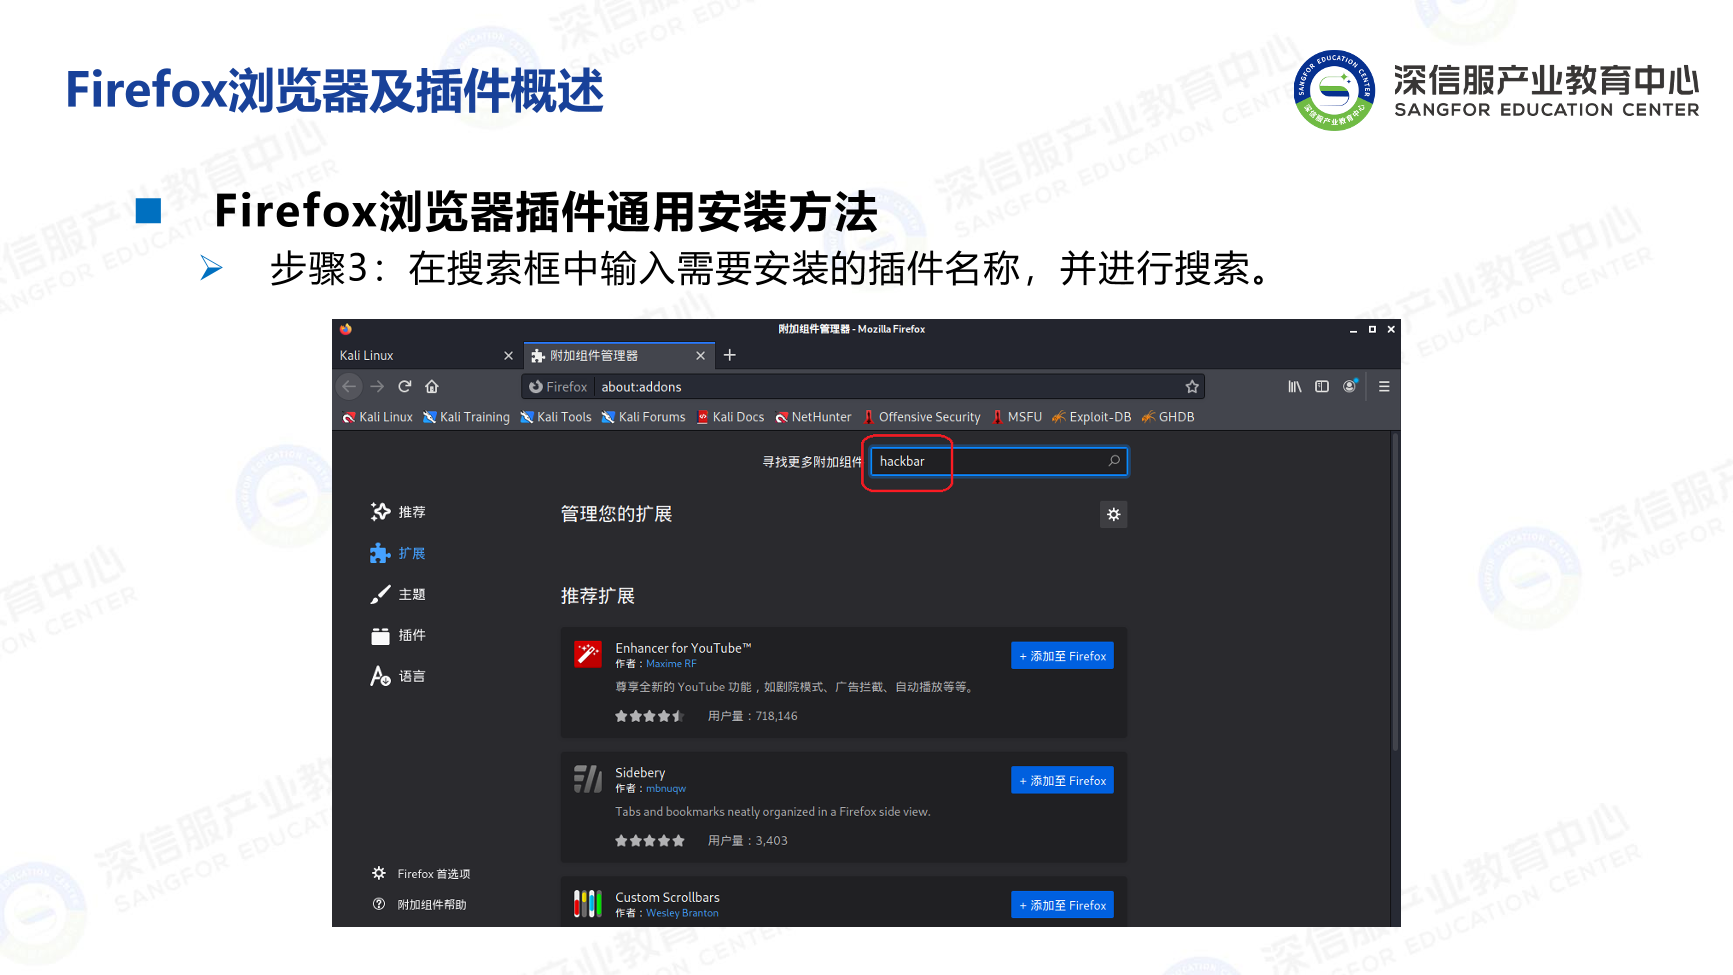 Firefox浏览器及插件概述
深信服产业教育中心
SANGFOR EDUCATION CENTER
Firefox浏览器插件通用安装方法
步骤3：在搜索框中输入需要安装的插件名称，并进行搜索。
附加组件管理器 - Mozilla Firefox
Kali Linux
附加组件管理器
Firefox
about:addons
Kali Linux
Kali Training
Kali Tools
Kali Forums
Kali Docs
NetHunter
Offensive Security
MSFU
Exploit-DB
GHDB
寻找更多附加组件
hackbar
推荐
扩展
主题
插件
语言
Firefox 首选项
附加组件帮助
管理您的扩展
推荐扩展
Enhancer for YouTube™
作者：Maxime RF
尊享全新的 YouTube 功能，如剧院模式、广告拦截、自动播放等等。
用户量：718,146
+ 添加至 Firefox
Sidebery
作者：mbnuqw
Tabs and bookmarks neatly organized in a Firefox side view.
用户量：3,403
+ 添加至 Firefox
Custom Scrollbars
作者：Wesley Branton
+ 添加至 Firefox